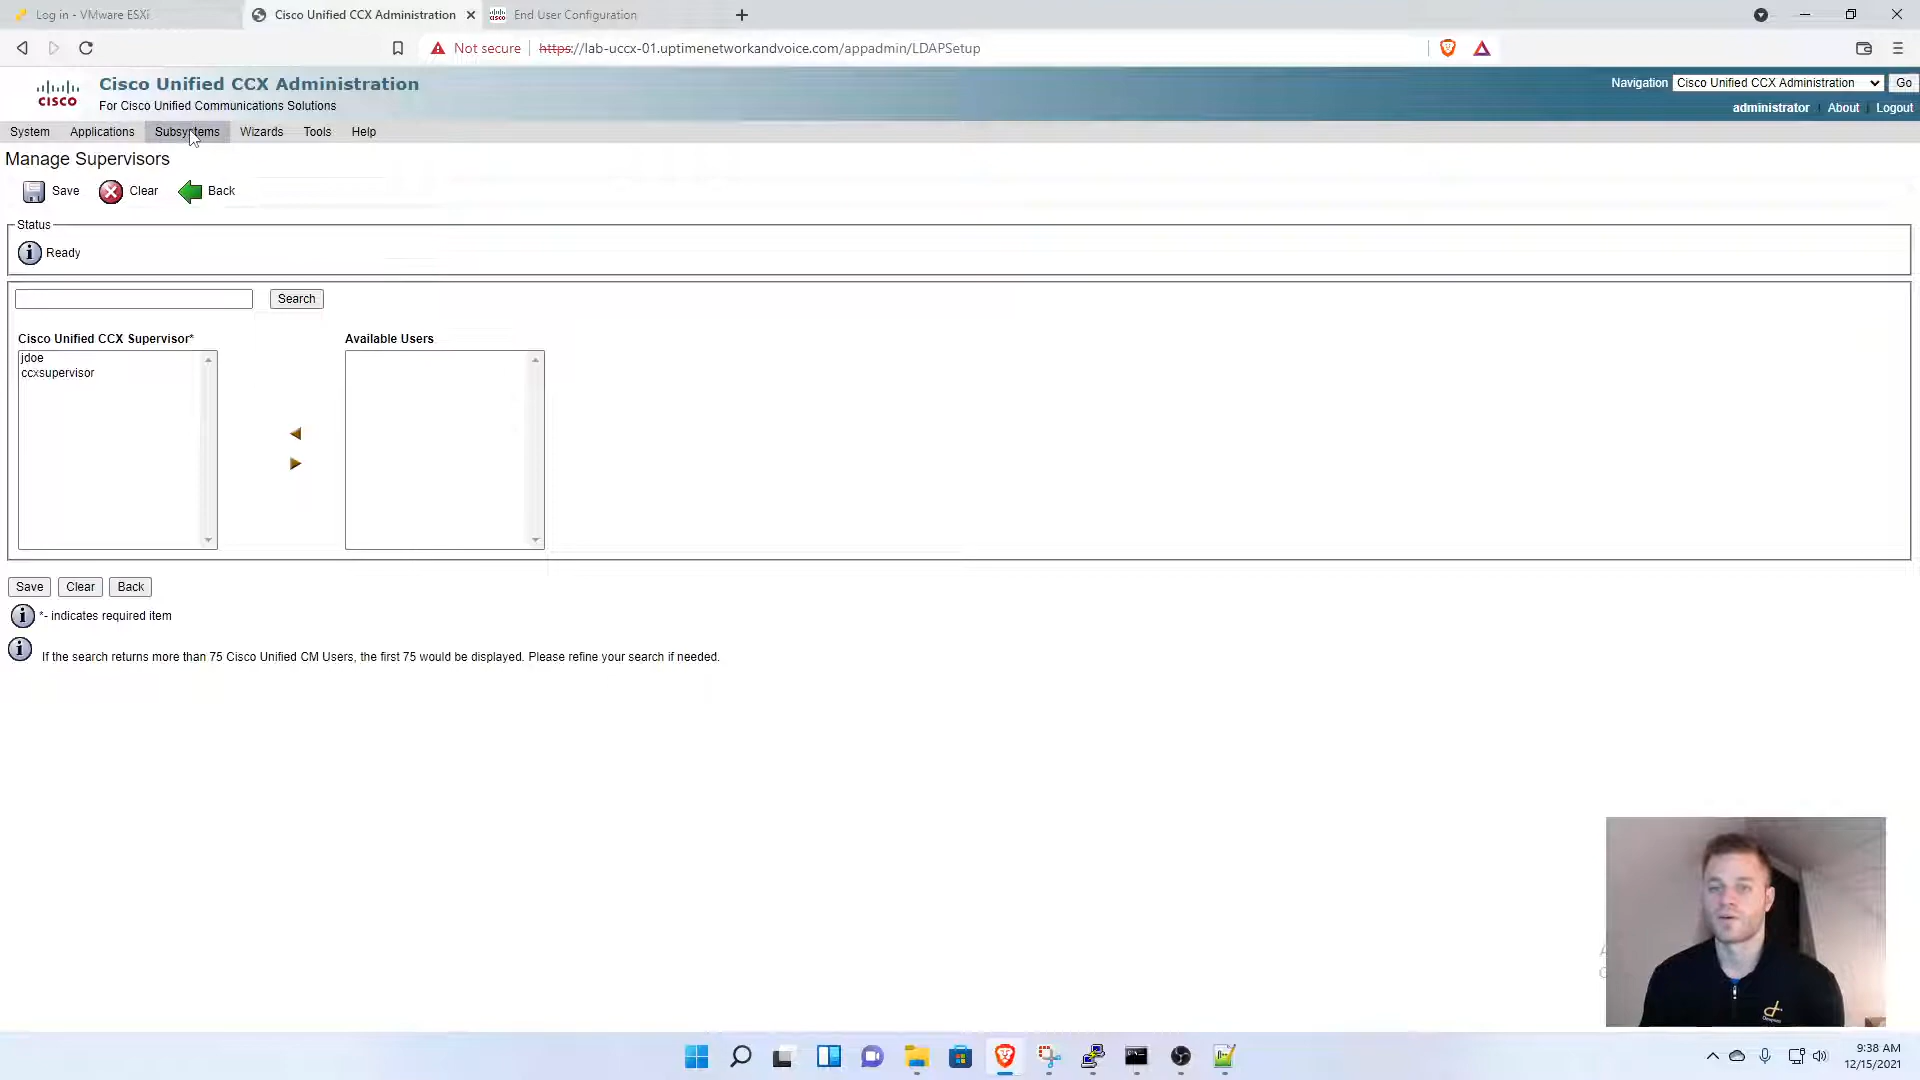 Log in - VMware ESXi
Cisco Unified CCX Administration
End User Configuration
Not secure
https://lab-uccx-01.uptimenetworkandvoice.com/appadmin/LDAPSetup
cisco
Cisco Unified CCX Administration
For Cisco Unified Communications Solutions
Navigation
Cisco Unified CCX Administration
Go
administrator
About
Logout
System
Applications
Subsystems
Wizards
Tools
Help
Manage Supervisors
Save
Clear
Back
Status
Ready
Search
Cisco Unified CCX Supervisor*
Available Users
jdoe
ccxsupervisor
Save
Clear
Back
*- indicates required item
If the search returns more than 75 Cisco Unified CM Users, the first 75 would be displayed. Please refine your search if needed.
9:38 AM
12/15/2021